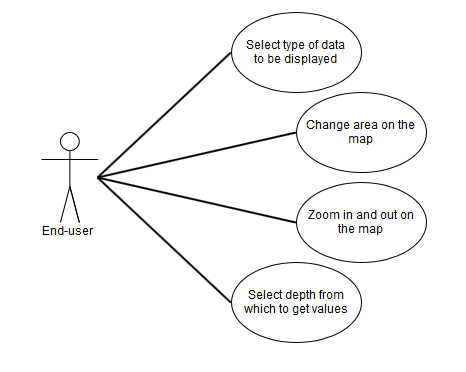 Select type of data
to be displayed
Change area on the
map
Zoom in and out on
the map
End-user
Select depth from
which to get values